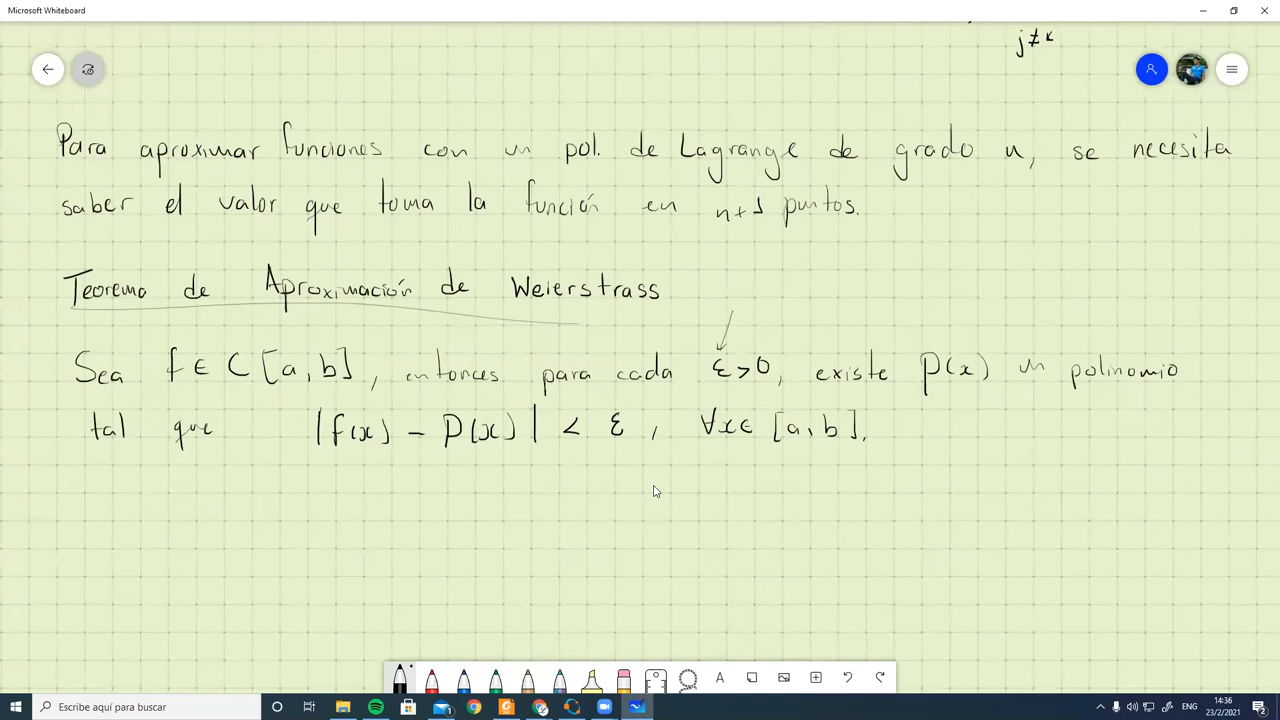 Microsoft Whiteboard
j≠k
Para aproximar funciones con un pol. de Lagrange de grado n, se necesita
saber el valor que toma la función en n+1 puntos.
Teorema de Aproximación de Weierstrass
Sea f∈C[a,b], entonces para cada ε>0, existe P(x) un polinomio
tal que |f(x) - P(x)| < ε, ∀x∈[a,b].
Escribe aquí para buscar
ENG
14:36
23/2/2021